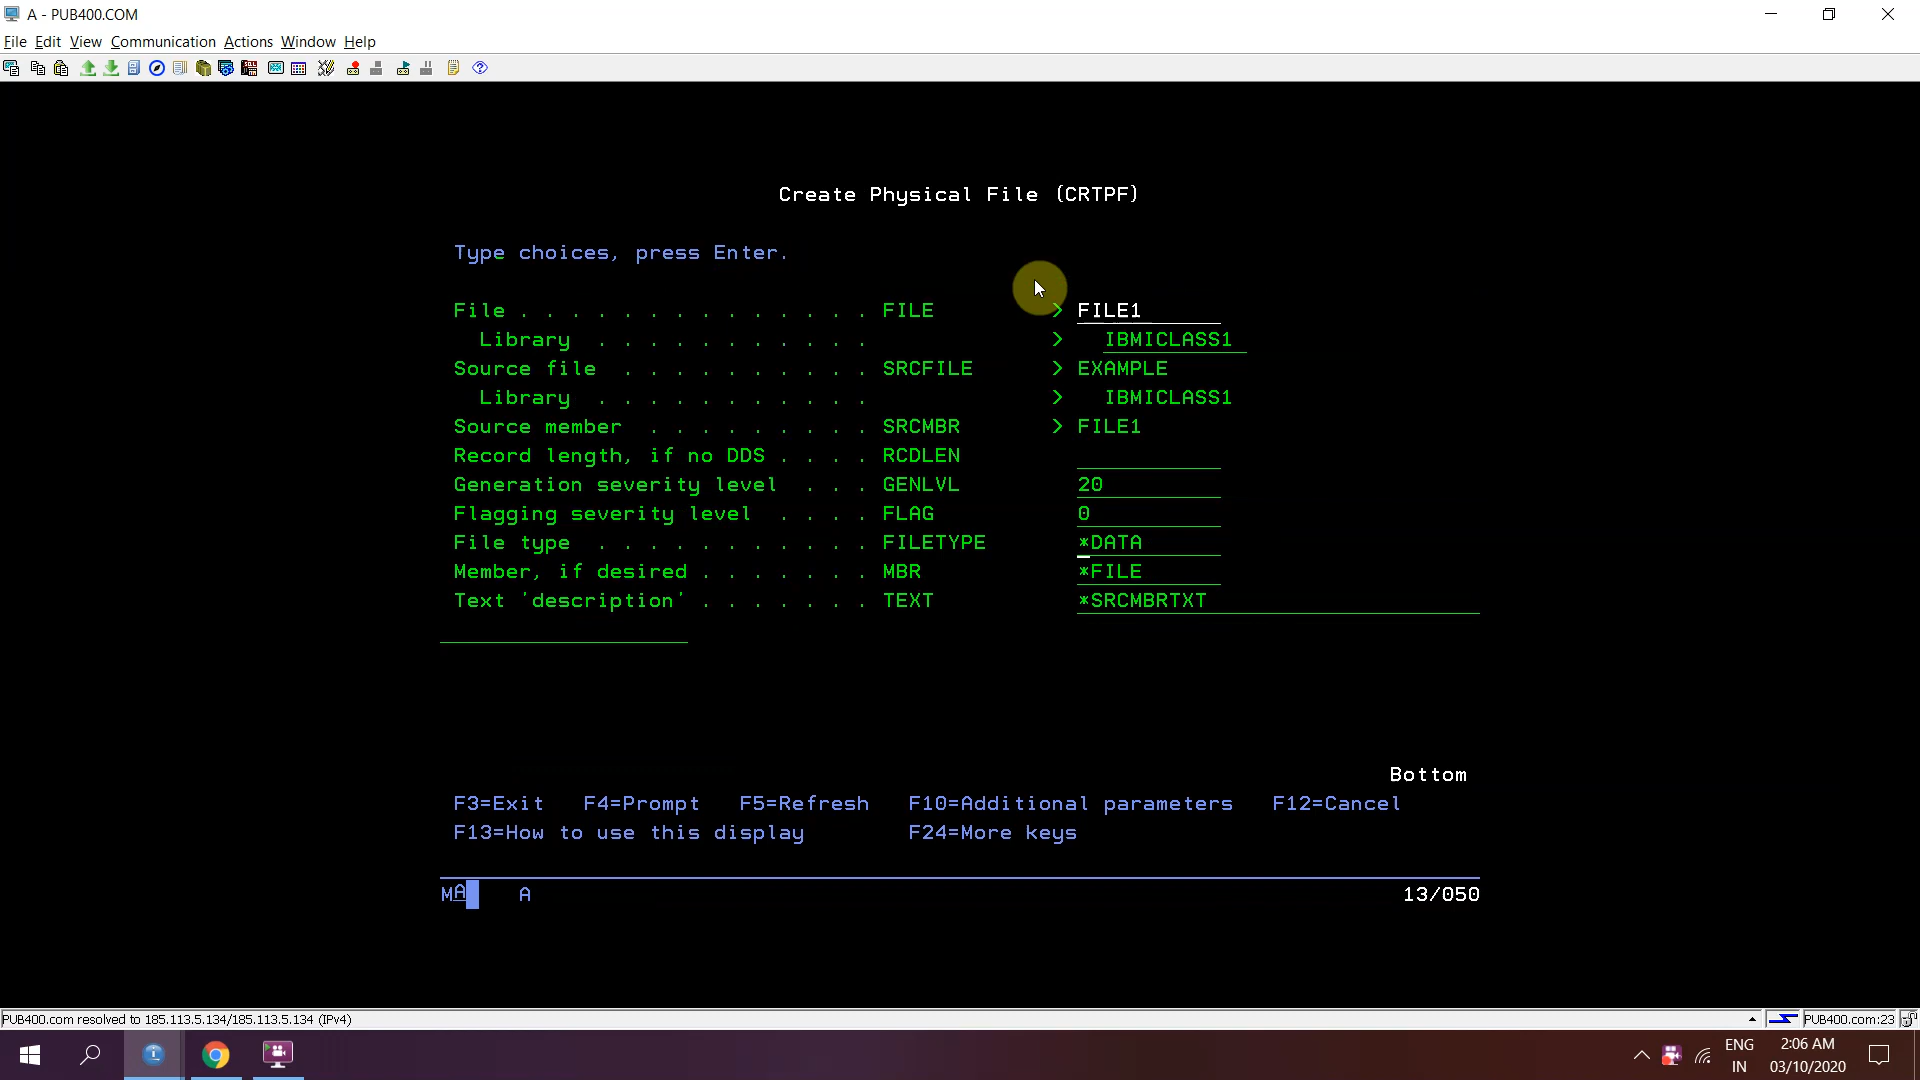 A - PUB400.COM
File Edit View Communication Actions Window Help
Create Physical File (CRTPF)
Type choices, press Enter.
File . . . . . . . . . . . . . . FILE > FILE1
Library . . . . . . . . . . . > IBMICLASS1
Source file . . . . . . . . . . SRCFILE > EXAMPLE
Library . . . . . . . . . . . > IBMICLASS1
Source member . . . . . . . . . SRCMBR > FILE1
Record length, if no DDS . . . . RCDLEN
Generation severity level . . . GENLVL 20
Flagging severity level . . . . FLAG 0
File type . . . . . . . . . . . FILETYPE *DATA
Member, if desired . . . . . . . MBR *FILE
Text 'description' . . . . . . . TEXT *SRCMBRTXT
Bottom
F3=Exit F4=Prompt F5=Refresh F10=Additional parameters F12=Cancel
F13=How to use this display F24=More keys
MA A 13/050
PUB400.com resolved to 185.113.5.134/185.113.5.134 (IPv4) PUB400.com:23
ENG 2:06 AM
IN 03/10/2020